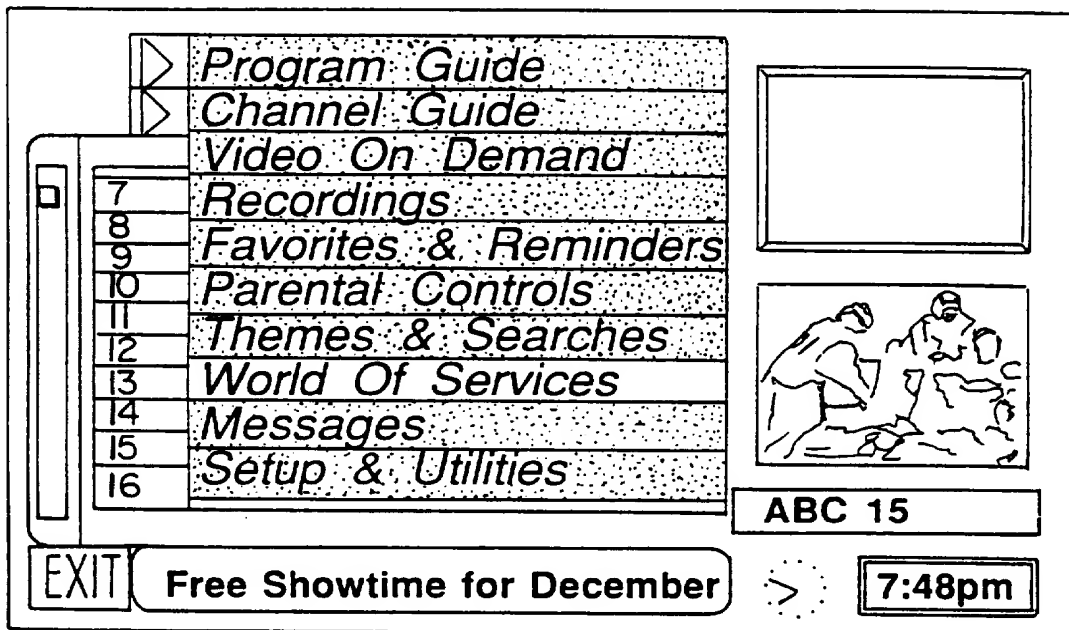 Program Guide
Channel Guide
Video On Demand
7 Recordings
8
9 Favorites & Reminders
10 Parental Controls
11
12 Themes & Searches
13 World Of Services
14 Messages
15
16 Setup & Utilities
ABC 15
EXIT Free Showtime for December 7:48pm